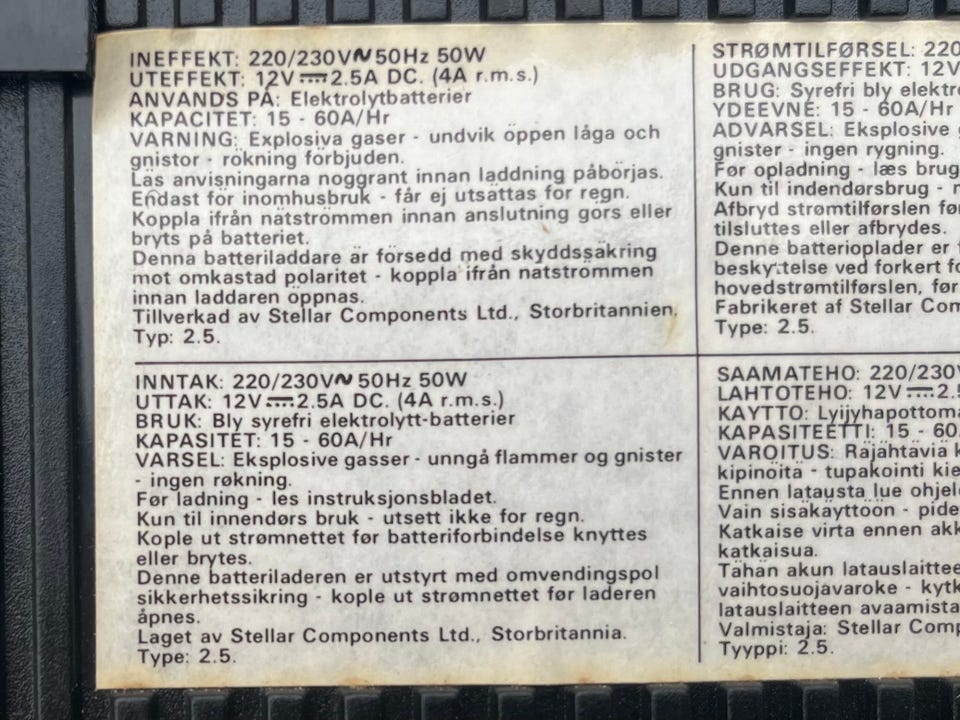 INEFFEKT: 220/230V∿50Hz 50W
UTEFFEKT: 12V⎓2.5A DC. (4A r.m.s.)
ANVANDS PÅ: Elektrolytbatterier
KAPACITET: 15 - 60A/Hr
VARNING: Explosiva gaser - undvik öppen låga och
gnistor - rökning förbjuden.
Läs anvisningarna noggrant innan laddning påbörjas.
Endast för inomhusbruk - får ej utsättas för regn.
Koppla ifrån nätströmmen innan anslutning görs eller
bryts på batteriet.
Denna batteriladdare är försedd med skyddssäkring
mot omkastad polaritet - koppla ifrån nätströmmen
innan laddaren öppnas.
Tillverkad av Stellar Components Ltd., Storbritannien.
Typ: 2.5.
INNTAK: 220/230V∿50Hz 50W
UTTAK: 12V⎓2.5A DC. (4A r.m.s.)
BRUK: Bly syrefri elektrolytt-batterier
KAPASITET: 15 - 60A/Hr
VARSEL: Eksplosive gasser - unngå flammer og gnister
- ingen røkning.
Før ladning - les instruksjonsbladet.
Kun til innendørs bruk - utsett ikke for regn.
Kople ut strømnettet før batteriforbindelse knyttes
eller brytes.
Denne batteriladeren er utstyrt med omvendingspol
sikkerhetssikring - kople ut strømnettet før laderen
åpnes.
Laget av Stellar Components Ltd., Storbritannia.
Type: 2.5.
STRØMTILFØRSEL: 220
UDGANGSEFFEKT: 12V
BRUG: Syrefri bly elektro
YDEEVNE: 15 - 60A/Hr
ADVARSEL: Eksplosive
gnister - ingen rygning.
Før opladning - læs brug
Kun til indendørsbrug -
Afbryd strømtilførslen fø
tilsluttes eller afbrydes.
Denne batterioplader er
beskyttelse ved forkert fo
hovedstrømtilførslen, før
Fabrikeret af Stellar Com
Type: 2.5.
SAAMATEHO: 220/230V
LAHTOTEHO: 12V⎓2.5
KAYTTO: Lyijyhapottoma
KAPASITEETTI: 15 - 60
VAROITUS: Räjähtäviä k
kipinöitä - tupakointi kie
Ennen latausta lue ohjele
Vain sisäkäyttöön - pide
Katkaise virta ennen akk
katkaisua.
Tähän akun latauslaittee
vaihtosuojavaroke - kytk
latauslaitteen avaamista
Valmistaja: Stellar Comp
Tyyppi: 2.5.